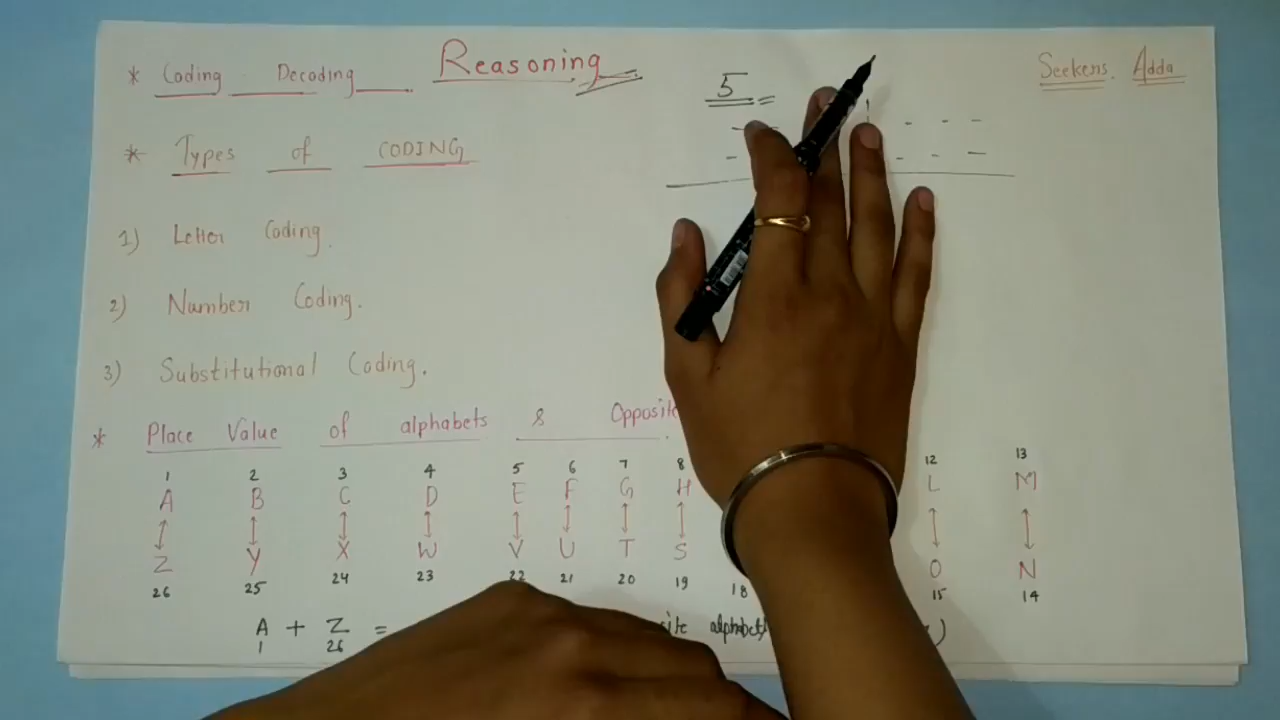 * Coding Decoding Reasoning
5
Seekers Adda
* Types of CODING
1) Letter Coding.
2) Number Coding.
3) Substitutional Coding.
* Place Value of alphabets &
1 2 3 4 5 6 7 8 12 13
A B C D E F G H L M
Z Y X W V U T S O N
26 25 24 23 22 21 20 19 18 15 14
A + Z =
1 26